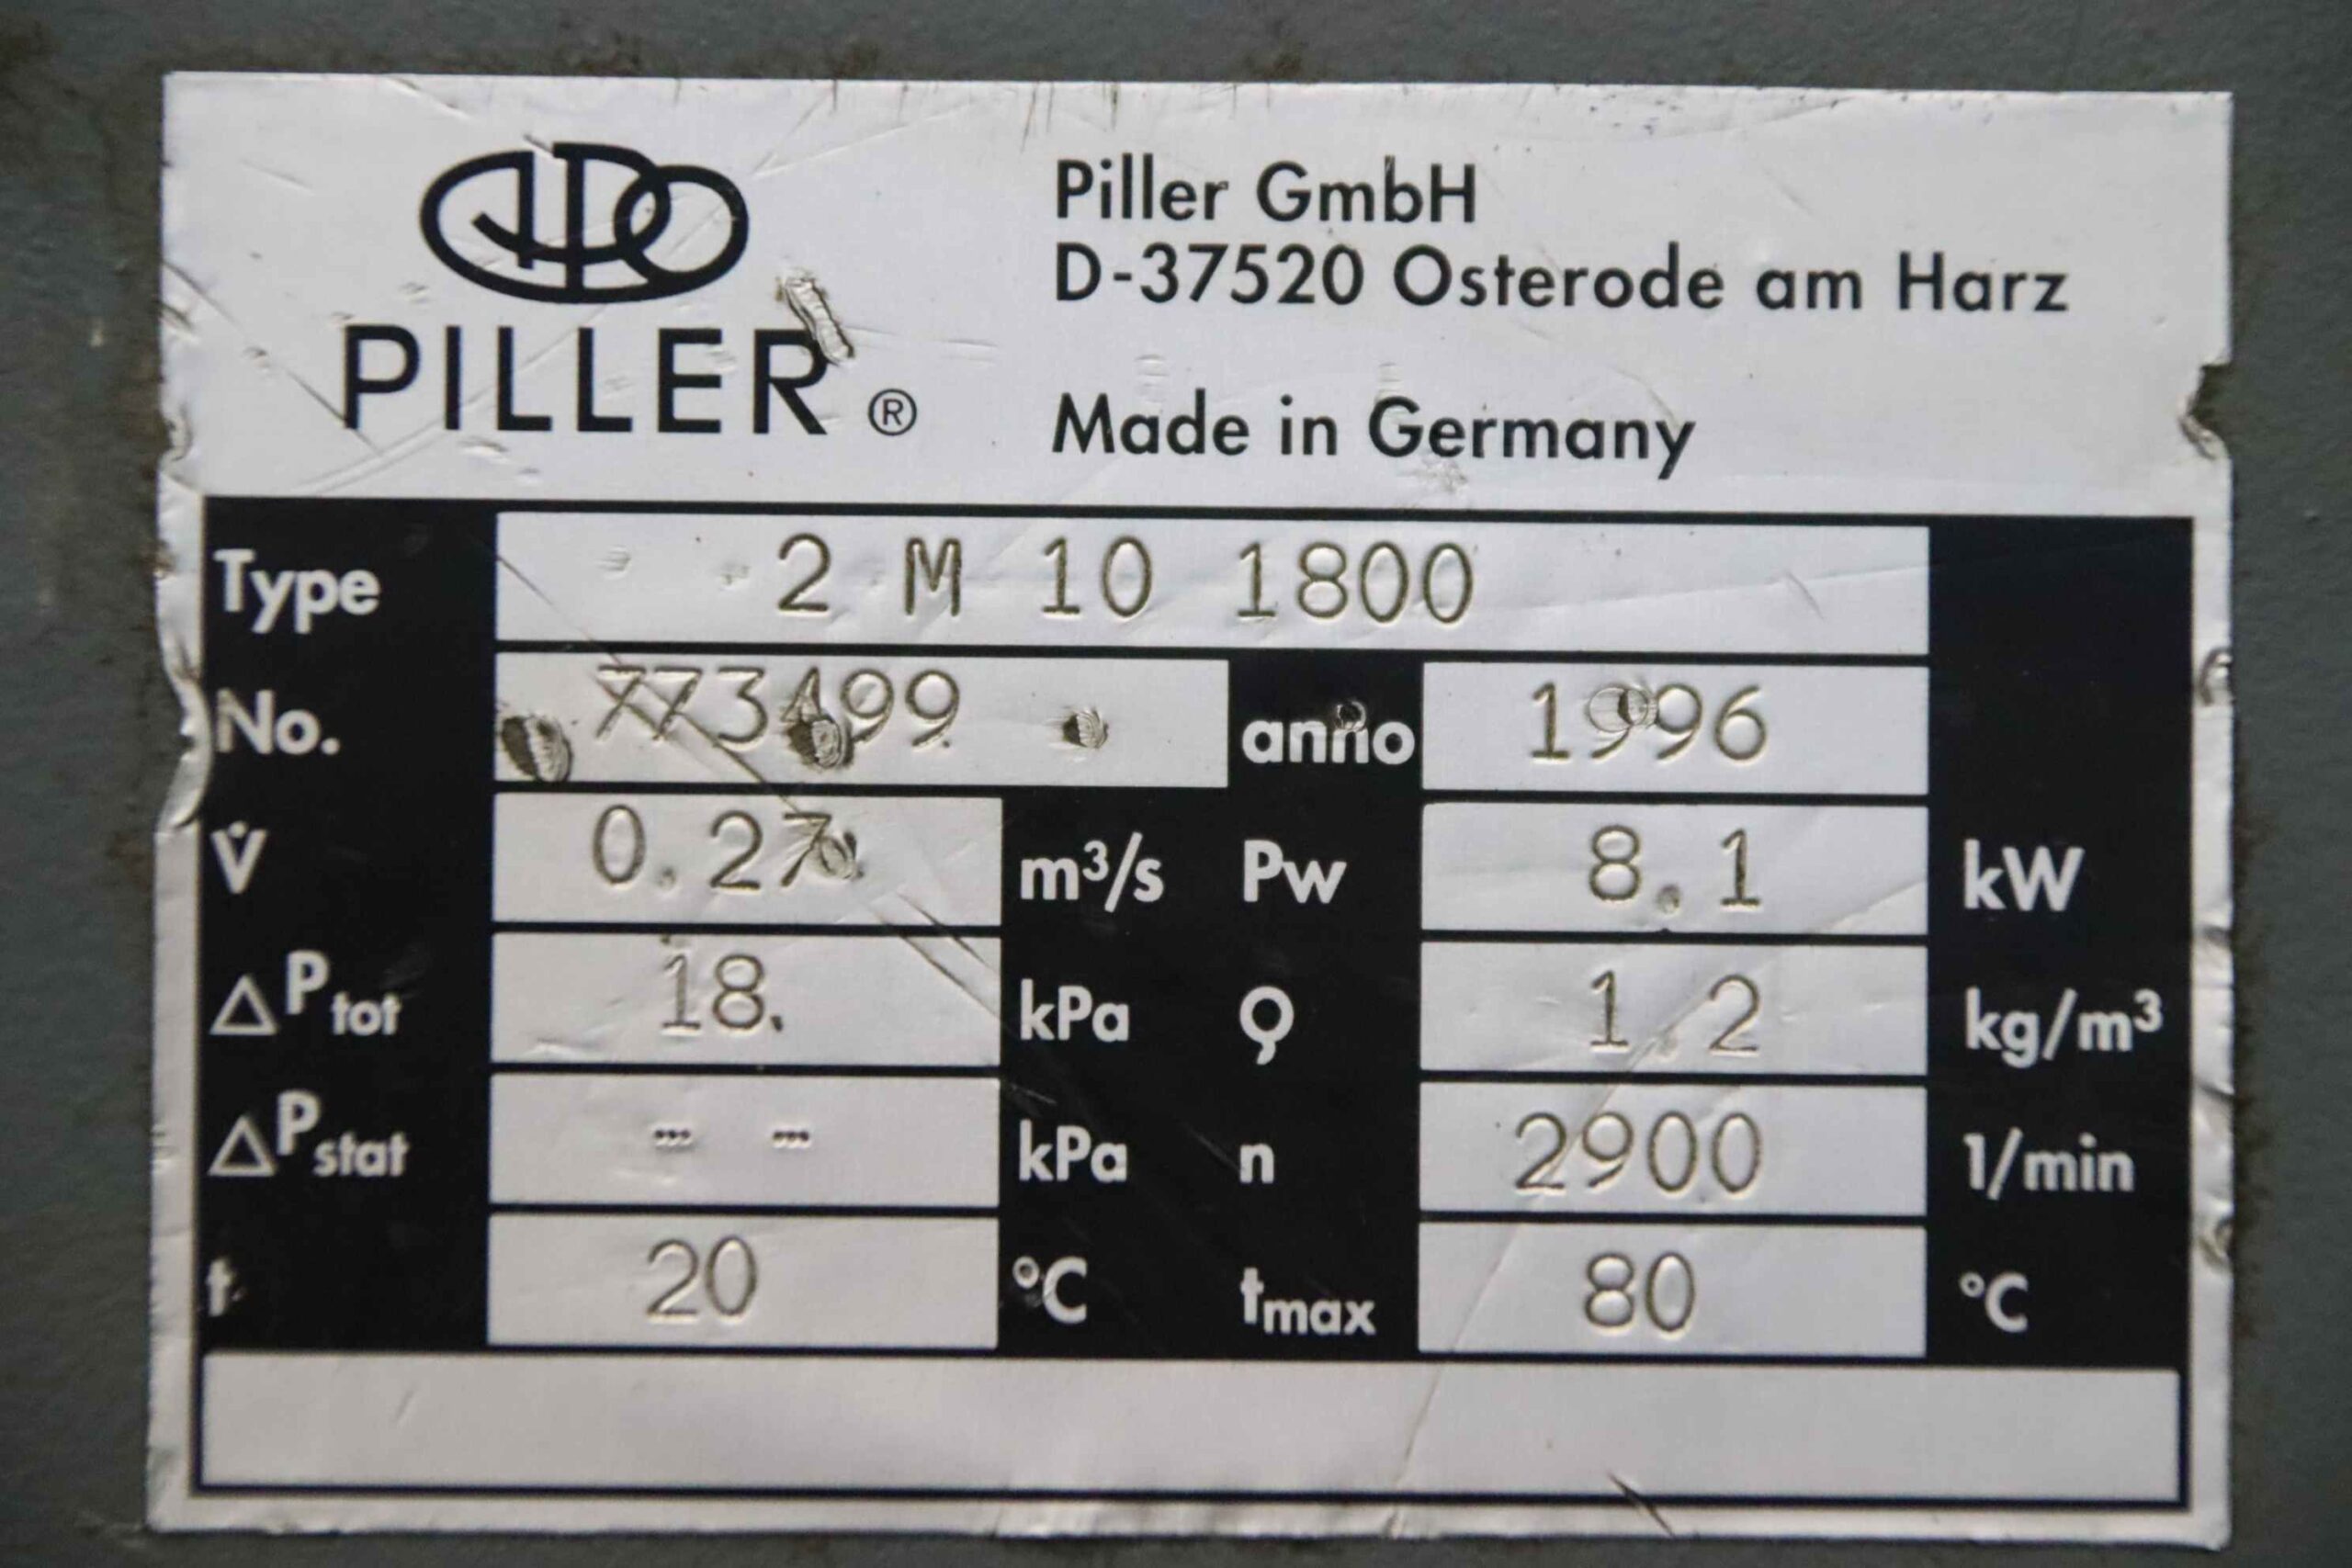 PILLER ®
Piller GmbH
D-37520 Osterode am Harz
Made in Germany
Type 2 M 10 1800
No. 773499 anno 1996
V̇ 0.27 m³/s Pw 8.1 kW
△Ptot 18. kPa ϱ 1.2 kg/m³
△Pstat - - kPa n 2900 1/min
t 20 °C tmax 80 °C